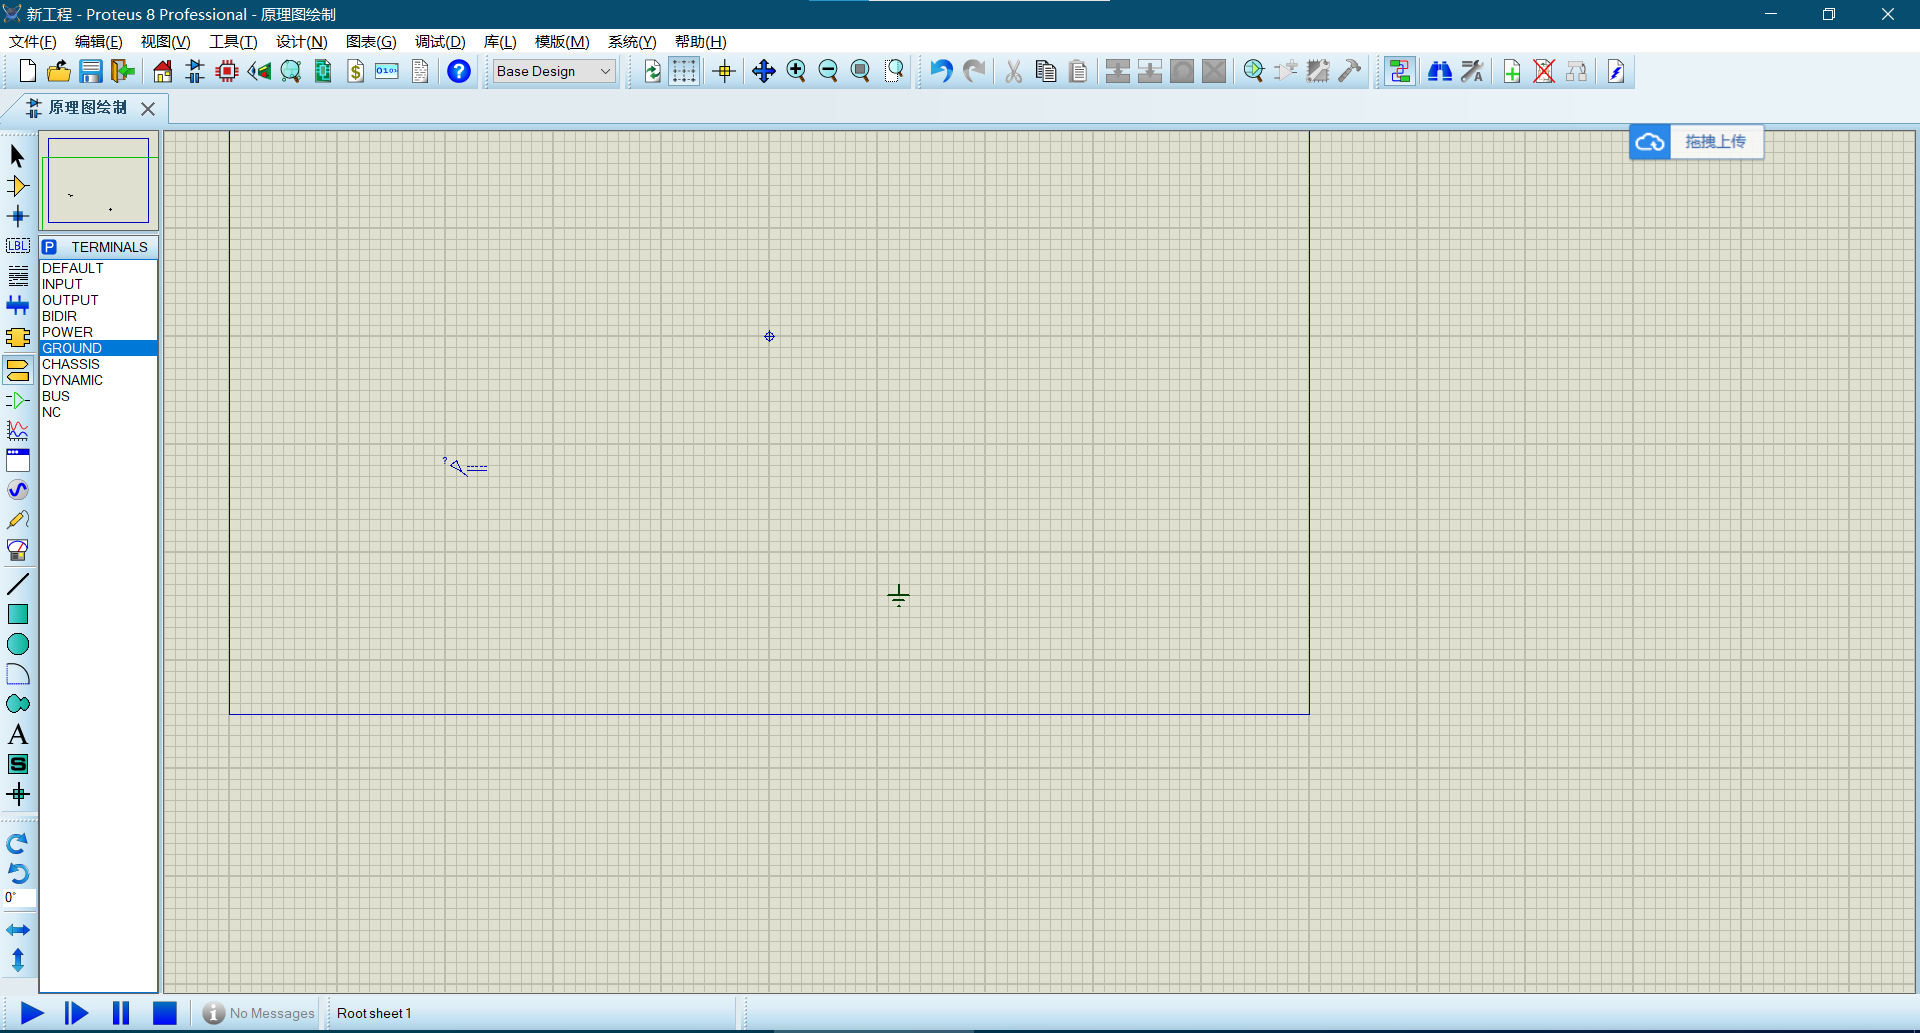 新工程 - Proteus 8 Professional - 原理图绘制
文件(F) 编辑(E) 视图(V) 工具(T) 设计(N) 图表(G) 调试(D) 库(L) 模版(M) 系统(Y) 帮助(H)
Base Design
原理图绘制
拖拽上传
LBL
P TERMINALS
DEFAULT
INPUT
OUTPUT
BIDIR
POWER
GROUND
CHASSIS
DYNAMIC
BUS
NC
?
A
S
0°
No Messages
Root sheet 1